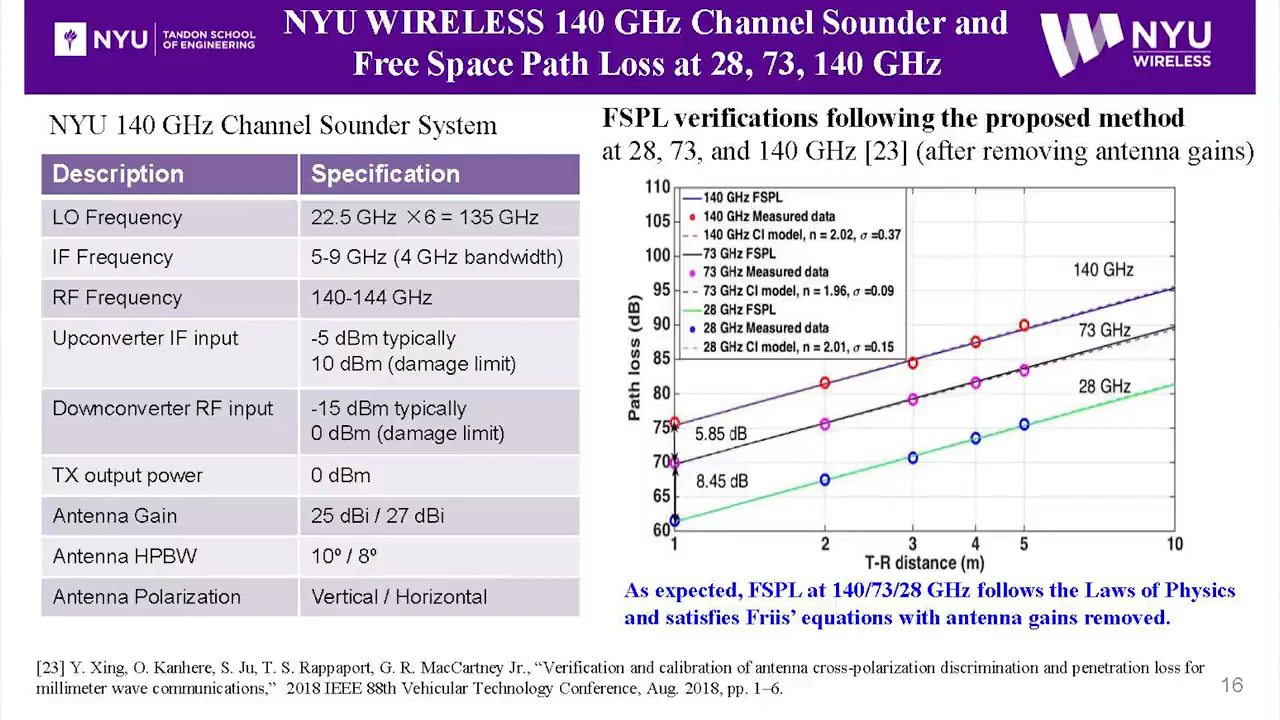 NYU WIRELESS 140 GHz Channel Sounder and
Free Space Path Loss at 28, 73, 140 GHz
NYU
TANDON SCHOOL
OF ENGINEERING
NYU
WIRELESS
NYU 140 GHz Channel Sounder System
Description Specification
LO Frequency 22.5 GHz ×6 = 135 GHz
IF Frequency 5-9 GHz (4 GHz bandwidth)
RF Frequency 140-144 GHz
Upconverter IF input -5 dBm typically
10 dBm (damage limit)
Downconverter RF input -15 dBm typically
0 dBm (damage limit)
TX output power 0 dBm
Antenna Gain 25 dBi / 27 dBi
Antenna HPBW 10º / 8º
Antenna Polarization Vertical / Horizontal
FSPL verifications following the proposed method
at 28, 73, and 140 GHz [23] (after removing antenna gains)
110
105
100
95
90
85
80
75
70
65
60
Path loss (dB)
140 GHz FSPL
140 GHz Measured data
140 GHz CI model, n = 2.02, σ =0.37
73 GHz FSPL
73 GHz Measured data
73 GHz CI model, n = 1.96, σ =0.09
28 GHz FSPL
28 GHz Measured data
28 GHz CI model, n = 2.01, σ =0.15
140 GHz
73 GHz
28 GHz
5.85 dB
8.45 dB
1 2 3 4 5 10
T-R distance (m)
As expected, FSPL at 140/73/28 GHz follows the Laws of Physics
and satisfies Friis’ equations with antenna gains removed.
[23] Y. Xing, O. Kanhere, S. Ju, T. S. Rappaport, G. R. MacCartney Jr., “Verification and calibration of antenna cross-polarization discrimination and penetration loss for
millimeter wave communications,” 2018 IEEE 88th Vehicular Technology Conference, Aug. 2018, pp. 1–6.
16